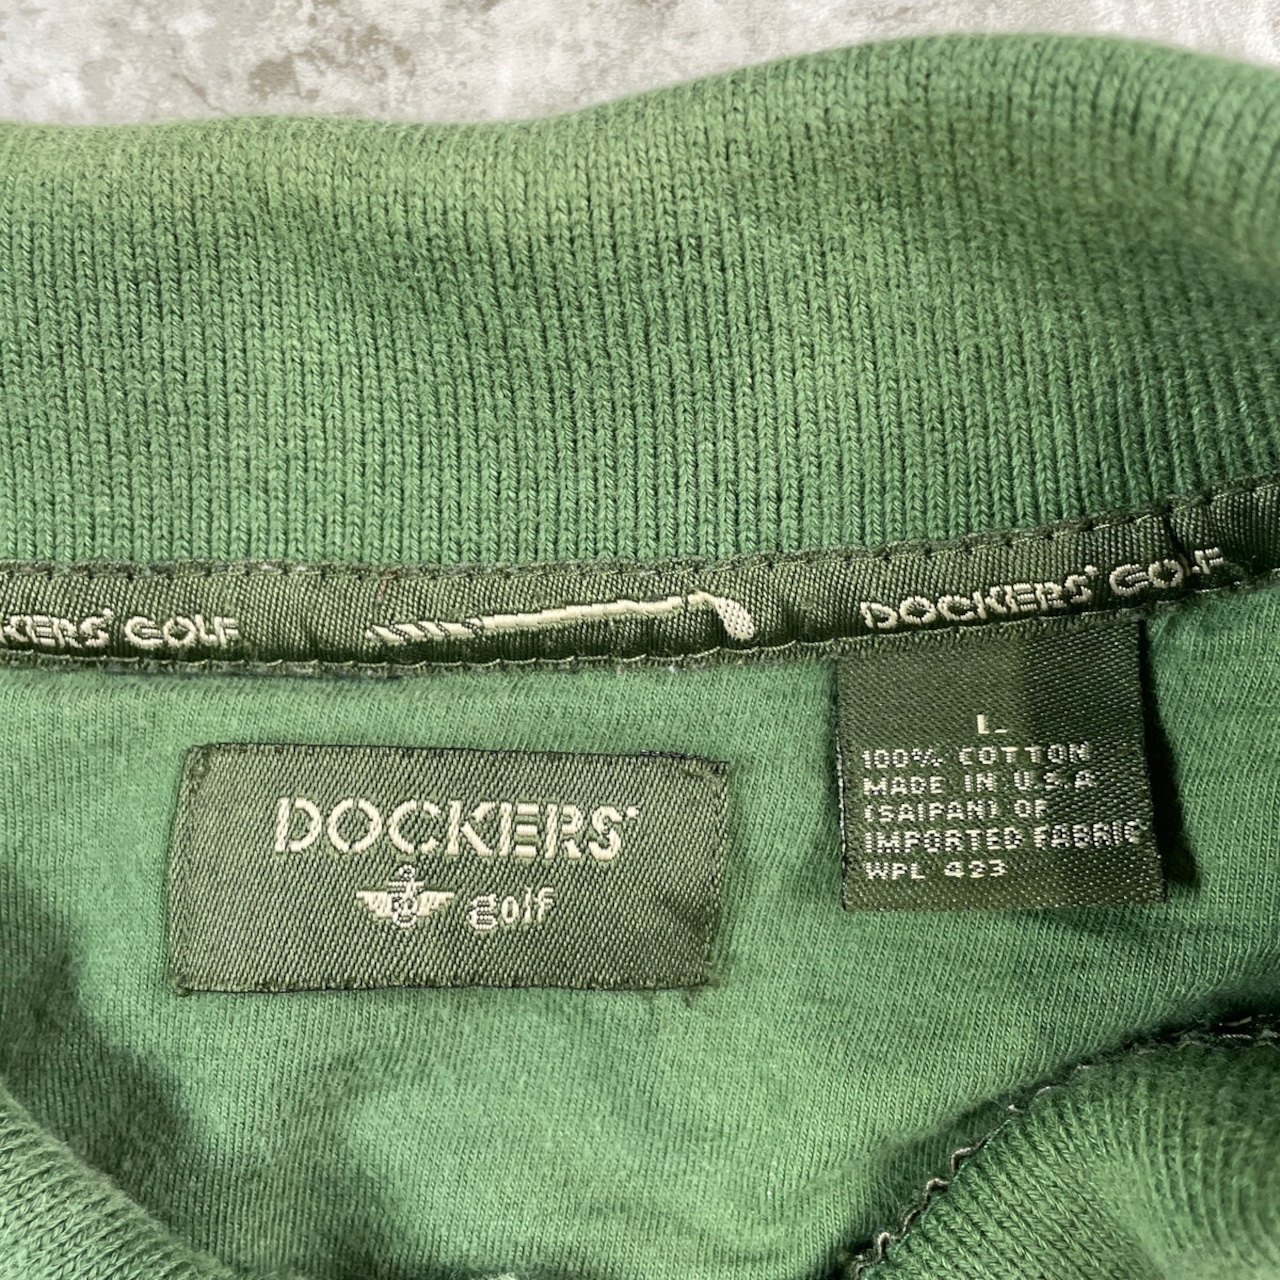 KERS' GOLF
DOCKERS' GOLF
L
100% COTTON
MADE IN U.S.A
(SAIPAN) OF
IMPORTED FABRIC
WPL 423
DOCKERS
Golf